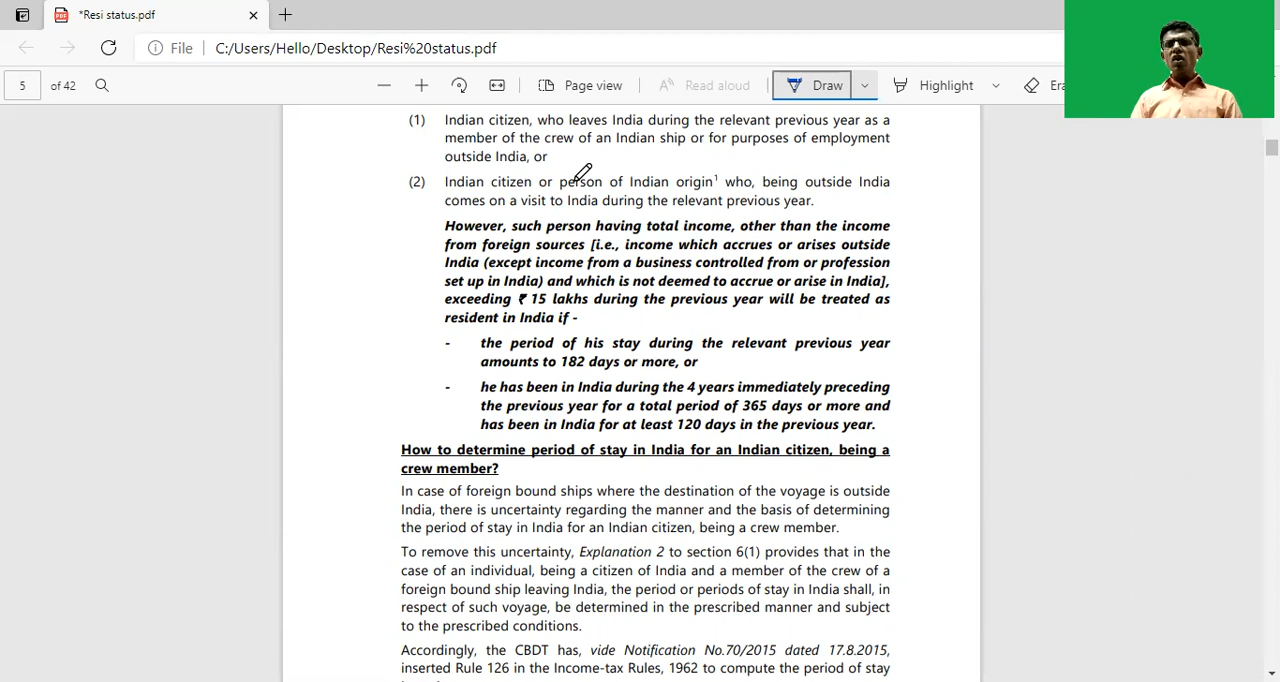 *Resi status.pdf
File
C:/Users/Hello/Desktop/Resi%20status.pdf
5
of 42
Page view
Read aloud
Draw
Highlight
Era
(1) Indian citizen, who leaves India during the relevant previous year as a
member of the crew of an Indian ship or for purposes of employment
outside India, or
(2) Indian citizen or person of Indian origin¹ who, being outside India
comes on a visit to India during the relevant previous year.
However, such person having total income, other than the income
from foreign sources [i.e., income which accrues or arises outside
India (except income from a business controlled from or profession
set up in India) and which is not deemed to accrue or arise in India],
exceeding ₹ 15 lakhs during the previous year will be treated as
resident in India if -
- the period of his stay during the relevant previous year
amounts to 182 days or more, or
- he has been in India during the 4 years immediately preceding
the previous year for a total period of 365 days or more and
has been in India for at least 120 days in the previous year.
How to determine period of stay in India for an Indian citizen, being a
crew member?
In case of foreign bound ships where the destination of the voyage is outside
India, there is uncertainty regarding the manner and the basis of determining
the period of stay in India for an Indian citizen, being a crew member.
To remove this uncertainty, Explanation 2 to section 6(1) provides that in the
case of an individual, being a citizen of India and a member of the crew of a
foreign bound ship leaving India, the period or periods of stay in India shall, in
respect of such voyage, be determined in the prescribed manner and subject
to the prescribed conditions.
Accordingly, the CBDT has, vide Notification No.70/2015 dated 17.8.2015,
inserted Rule 126 in the Income-tax Rules, 1962 to compute the period of stay